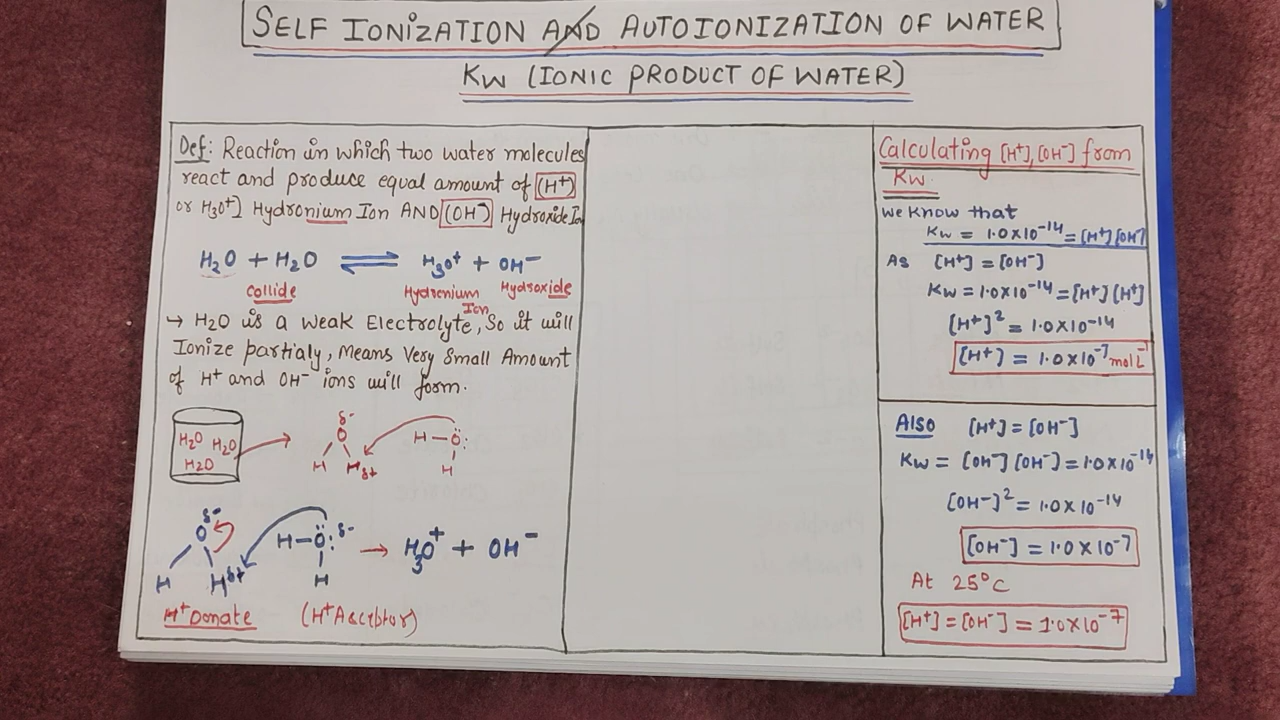 SELF IONiZATION AND AUTOIONIZATION OF WATER
KW (IONIC PRODUCT OF WATER)
Def: Reaction in which two water molecules
react and produce equal amount of (H⁺)
or H₃O⁺] Hydronium Ion AND (OH⁻) Hydroxide Ion
H₂O + H₂O ⇌ H₃O⁺ + OH⁻
Collide Hydronium Hydroxide
Ion
→ H₂O is a weak Electrolyte, So it will
Ionize partialy, Means Very Small Amount
of H⁺ and OH⁻ ions will form.
H₂O H₂O
H₂O
δ⁻
O H—O:
H Hδ+ H
δ⁻
O H—O: δ⁻ → H₃O⁺ + OH⁻
H Hδ+ H
H⁺Donate (H⁺Acceptor)
Calculating [H⁺], [OH⁻] from
KW
We know that
KW = 1.0×10⁻¹⁴ = [H⁺][OH⁻]
As [H⁺] = [OH⁻]
KW = 1.0×10⁻¹⁴ = [H⁺][H⁺]
[H⁺]² = 1.0×10⁻¹⁴
[H⁺] = 1.0×10⁻⁷ mol L⁻
Also [H⁺] = [OH⁻]
KW = [OH⁻][OH⁻] = 1.0×10⁻¹⁴
[OH⁻]² = 1.0×10⁻¹⁴
[OH⁻] = 1.0×10⁻⁷
At 25°C
[H⁺] = [OH⁻] = 1.0×10⁻⁷